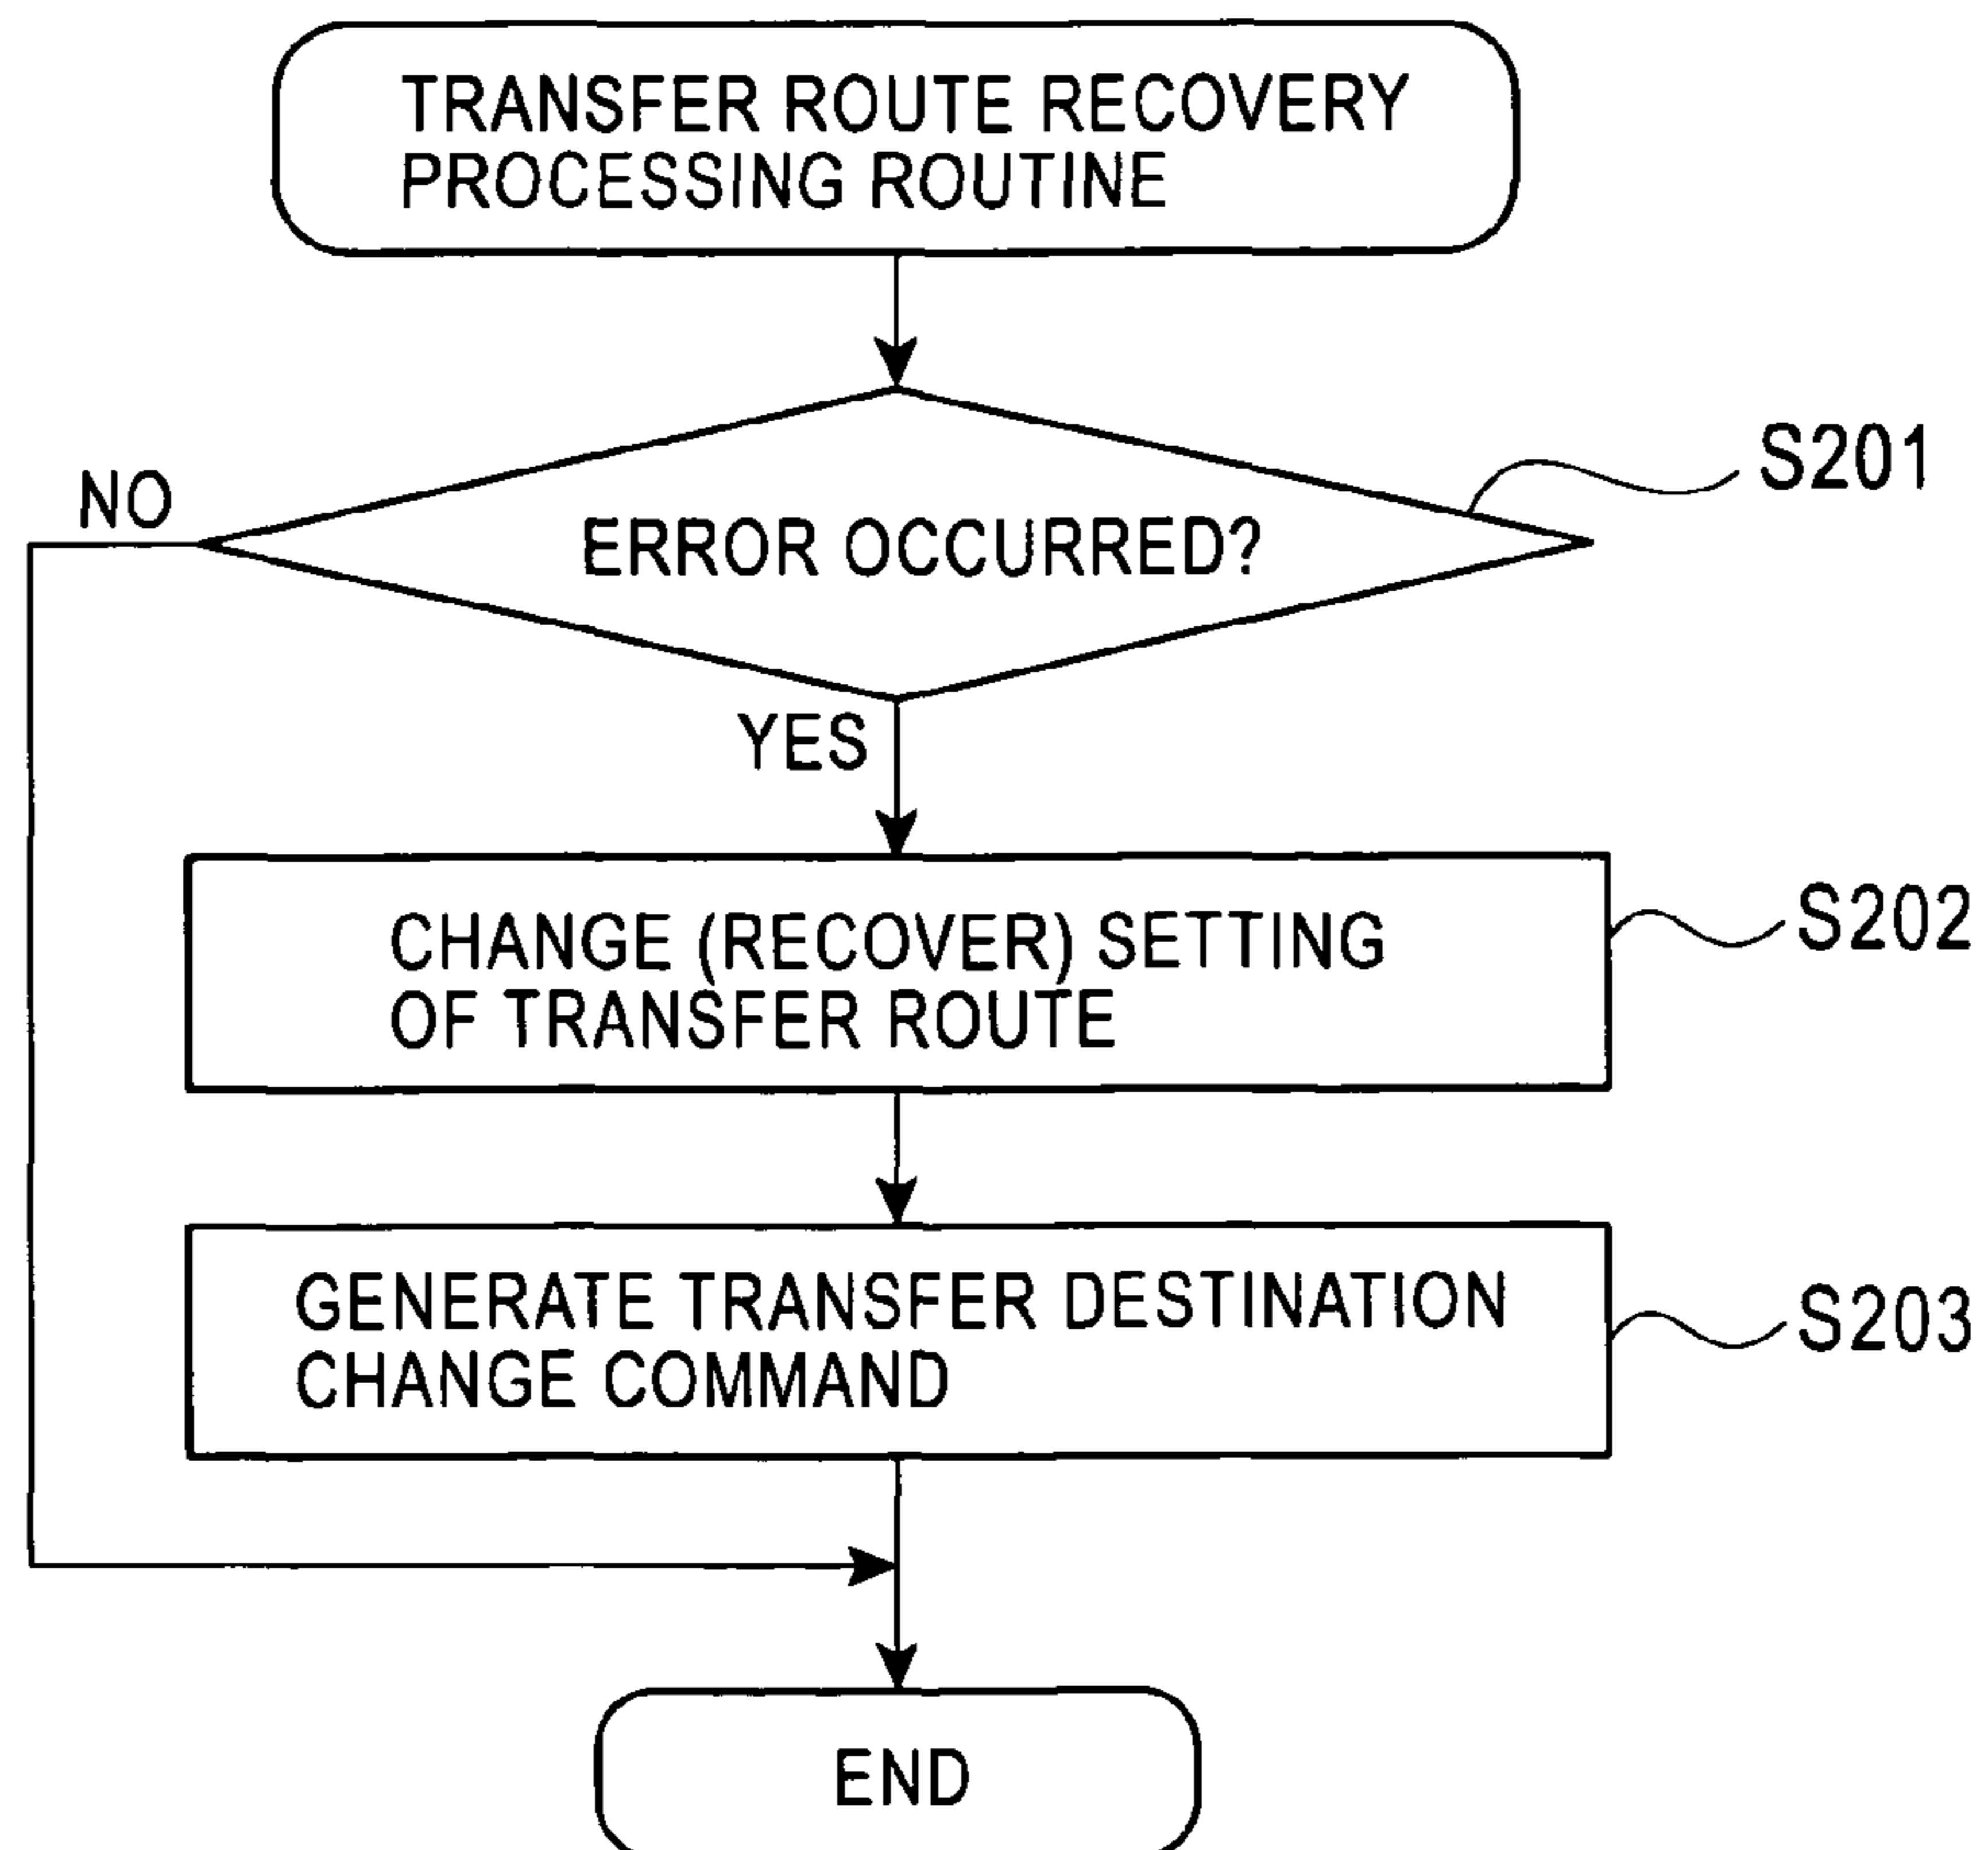 TRANSFER ROUTE RECOVERY
PROCESSING ROUTINE
S201
NO
ERROR OCCURRED?
YES
S202
CHANGE (RECOVER) SETTING
OF TRANSFER ROUTE
GENERATE TRANSFER DESTINATION
CHANGE COMMAND
S203
END